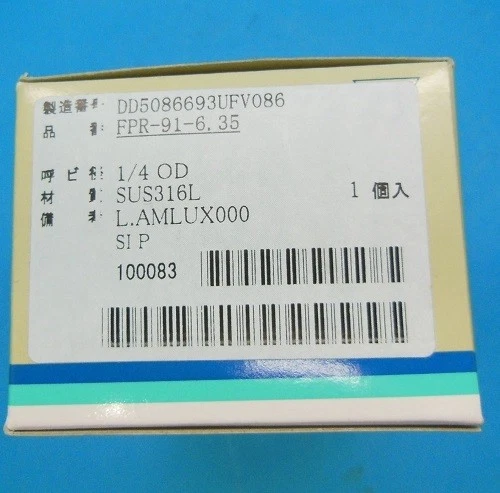 製造番号 DD5086693UFV086
品番 FPR-91-6.35
呼ビ径 1/4 OD
材質 SUS316L 1 個入
備考 L.AMLUX000
SI P
100083